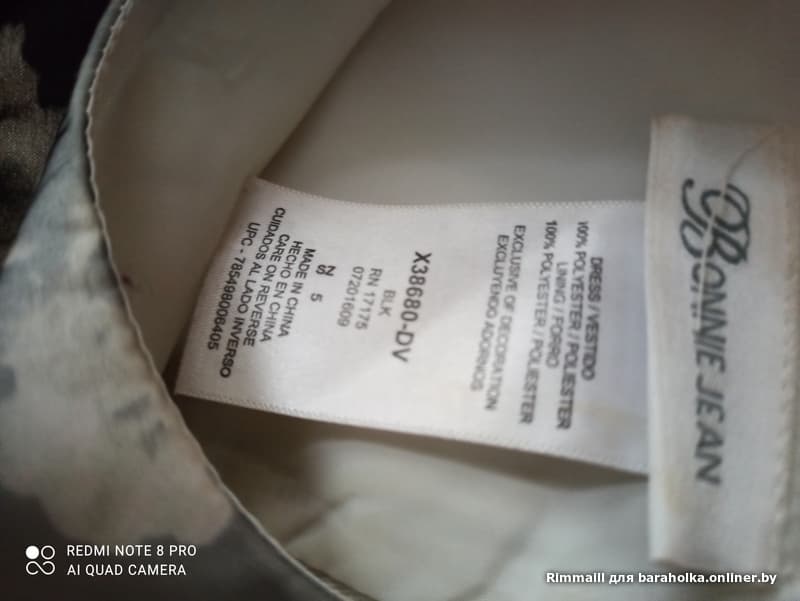 BONNIE JEAN
DRESS / VESTIDO
100% POLYESTER / POLIESTER
LINING / FORRO
100% POLYESTER / POLIESTER
EXCLUSIVE OF DECORATION
EXCLUYENGO ADORNOS
X38680-DV
BLK
RN 17175
07201609
SZ 5
MADE IN CHINA
HECHO EN CHINA
CARE ON REVERSE
CUIDADOS AL LADO INVERSO
UPC - 785498008405
REDMI NOTE 8 PRO
AI QUAD CAMERA
Rimmalll для baraholka.onliner.by